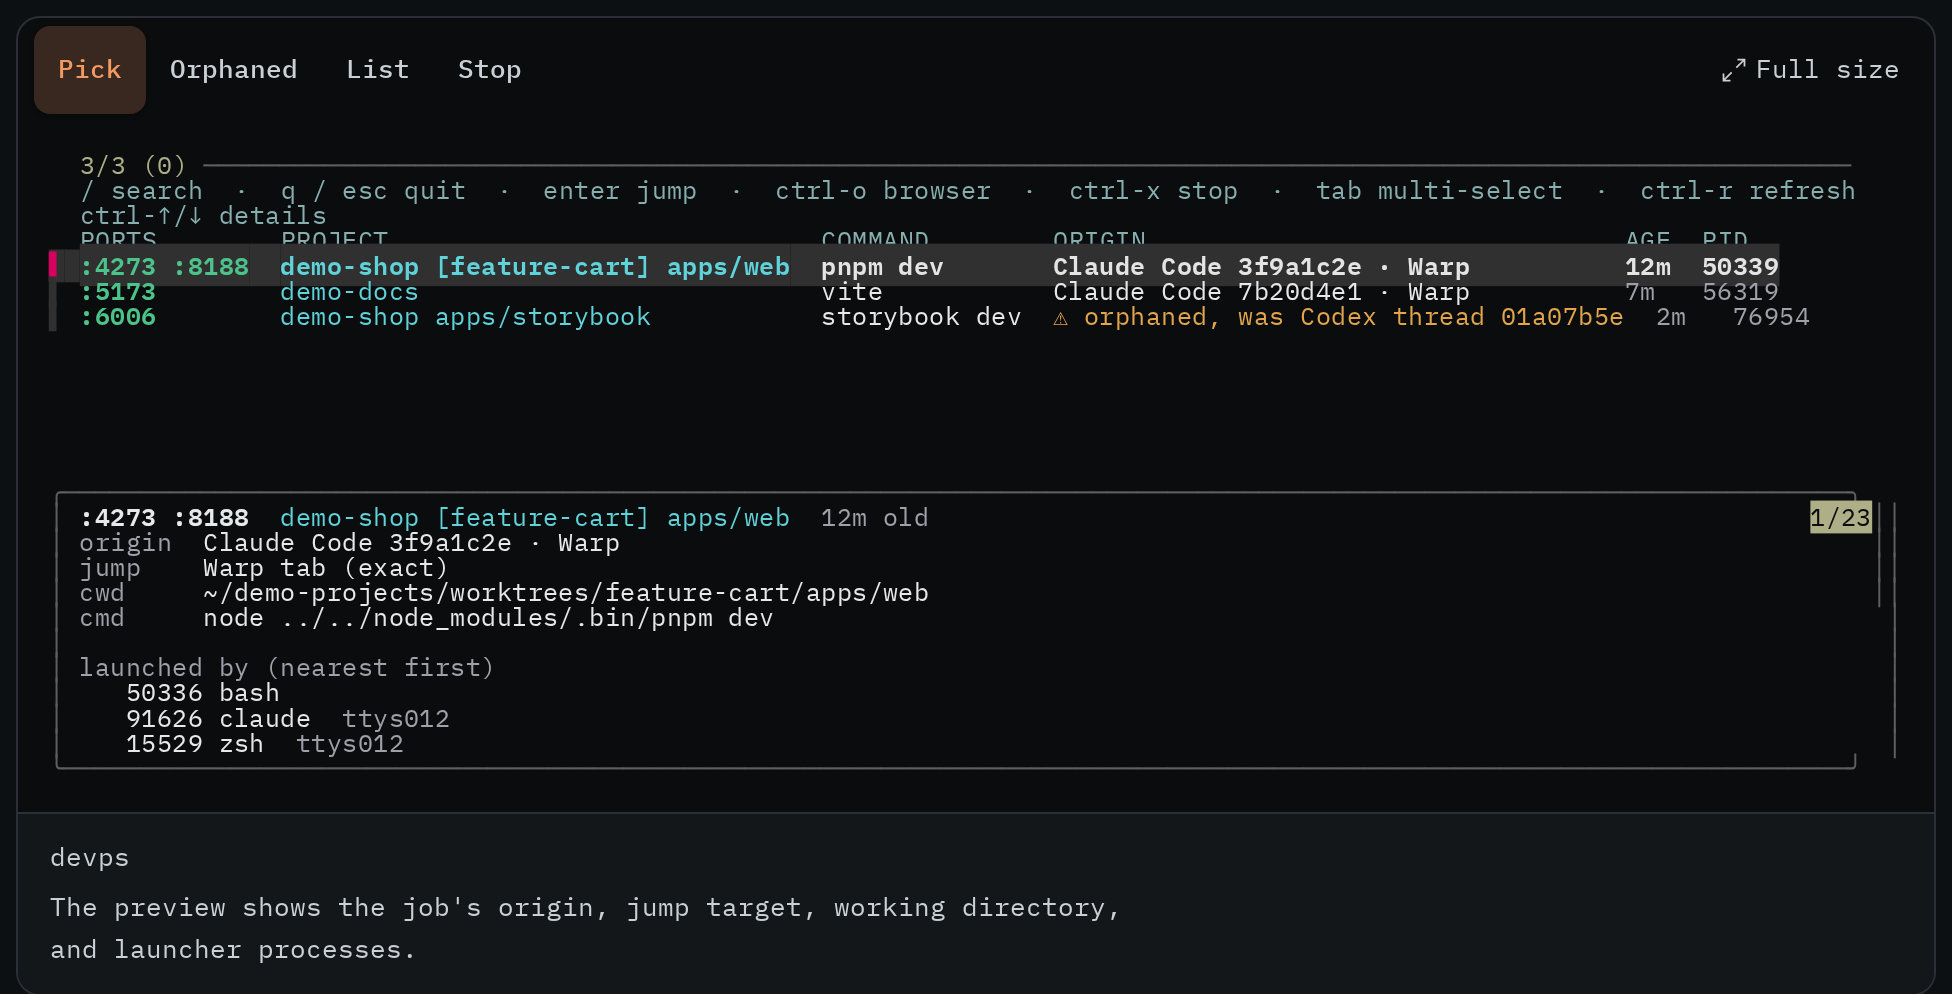 Pick Orphaned List Stop Full size
3/3 (0)
/ search · q / esc quit · enter jump · ctrl-o browser · ctrl-x stop · tab multi-select · ctrl-r refresh
ctrl-↑/↓ details
PORTS PROJECT COMMAND ORIGIN AGE PID
:4273 :8188 demo-shop [feature-cart] apps/web pnpm dev Claude Code 3f9a1c2e · Warp 12m 50339
:5173 demo-docs vite Claude Code 7b20d4e1 · Warp 7m 56319
:6006 demo-shop apps/storybook storybook dev ⚠ orphaned, was Codex thread 01a07b5e 2m 76954
:4273 :8188 demo-shop [feature-cart] apps/web 12m old 1/23
origin Claude Code 3f9a1c2e · Warp
jump Warp tab (exact)
cwd ~/demo-projects/worktrees/feature-cart/apps/web
cmd node ../../node_modules/.bin/pnpm dev
launched by (nearest first)
50336 bash
91626 claude ttys012
15529 zsh ttys012
devps
The preview shows the job's origin, jump target, working directory,
and launcher processes.